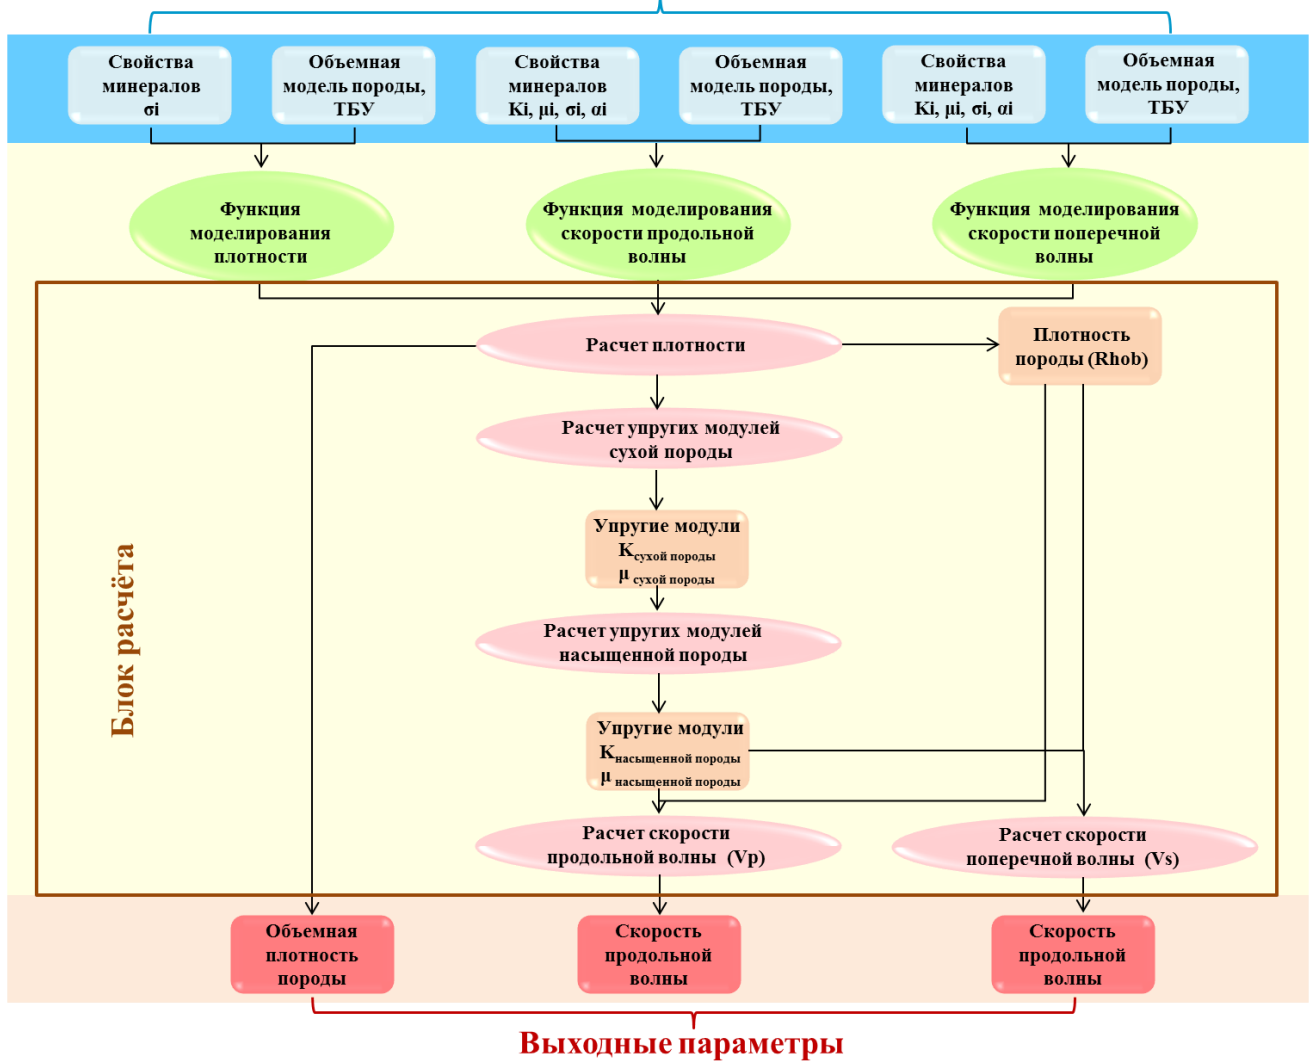 Свойства
минералов
σi
Объемная
модель породы,
ТБУ
Свойства
минералов
Ki, μi, σi, αi
Объемная
модель породы,
ТБУ
Свойства
минералов
Ki, μi, σi, αi
Объемная
модель породы,
ТБУ
Функция
моделирования
плотности
Функция моделирования
скорости продольной
волны
Функция моделирования
скорости поперечной
волны
Расчет плотности
Плотность
породы (Rhob)
Расчет упругих модулей
сухой породы
Упругие модули
Kсухой породы
μ сухой породы
Блок расчёта
Расчет упругих модулей
насыщенной породы
Упругие модули
Kнасыщенной породы
μ насыщенной породы
Расчет скорости
продольной волны (Vp)
Расчет скорости
поперечной волны (Vs)
Объемная
плотность
породы
Скорость
продольной
волны
Скорость
продольной
волны
Выходные параметры